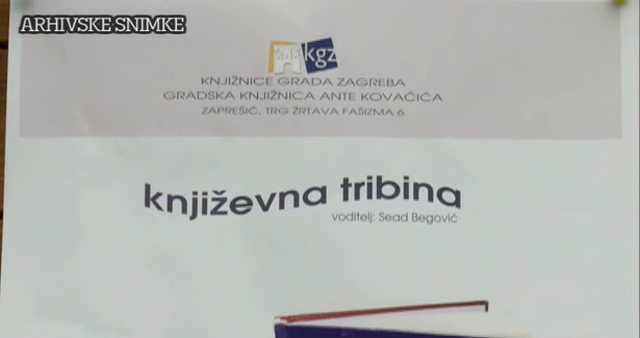 ARHIVSKE SNIMKE
kgz
KNJIŽNICE GRADA ZAGREBA
GRADSKA KNJIŽNICA ANTE KOVAČIĆA
ZAPREŠIĆ, TRG ŽRTAVA FAŠIZMA 6
književna tribina
voditelj: Sead Begović